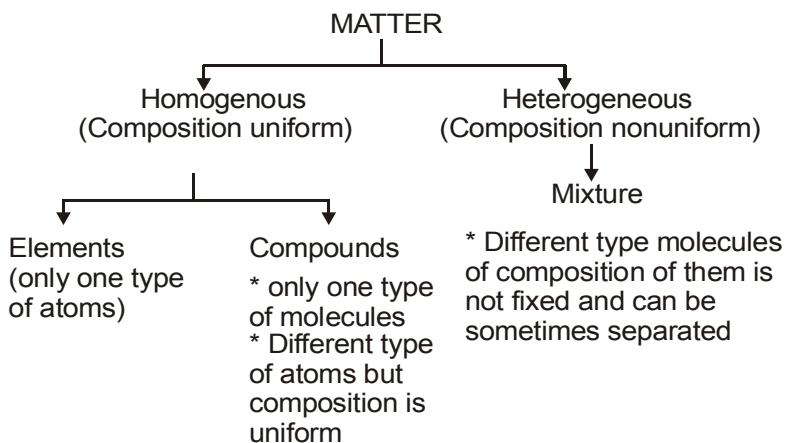 MATTER
Homogenous
(Composition uniform)
Heterogeneous
(Composition nonuniform)
Mixture
Elements
(only one type
of atoms)
Compounds
* only one type
of molecules
* Different type
of atoms but
composition is
uniform
* Different type molecules
of composition of them is
not fixed and can be
sometimes separated